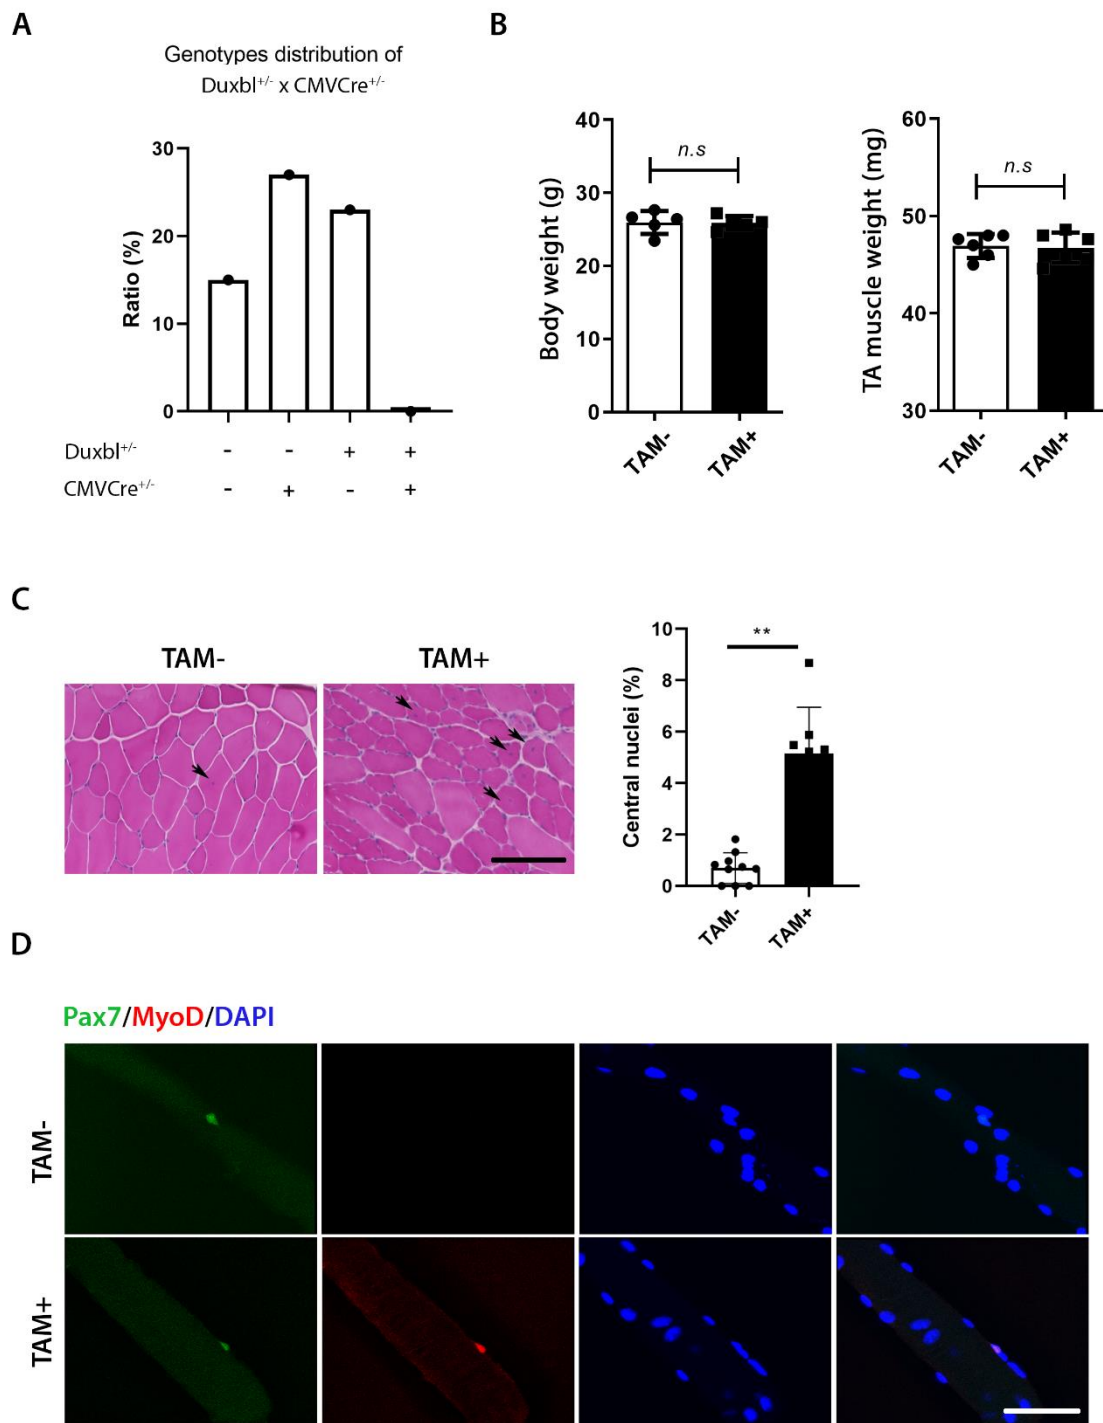 A
Genotypes distribution of
Duxbl+/- x CMVCre+/-
Ratio (%)
30
20
10
0
Duxbl+/- - - + +
CMVCre+/- - + - +
B
Body weight (g)
40
30
20
10
0
n.s
TAM-
TAM+
TA muscle weight (mg)
60
50
40
30
n.s
TAM-
TAM+
C
TAM-
TAM+
Central nuclei (%)
10
8
6
4
2
0
**
TAM-
TAM+
D
Pax7/MyoD/DAPI
TAM-
TAM+